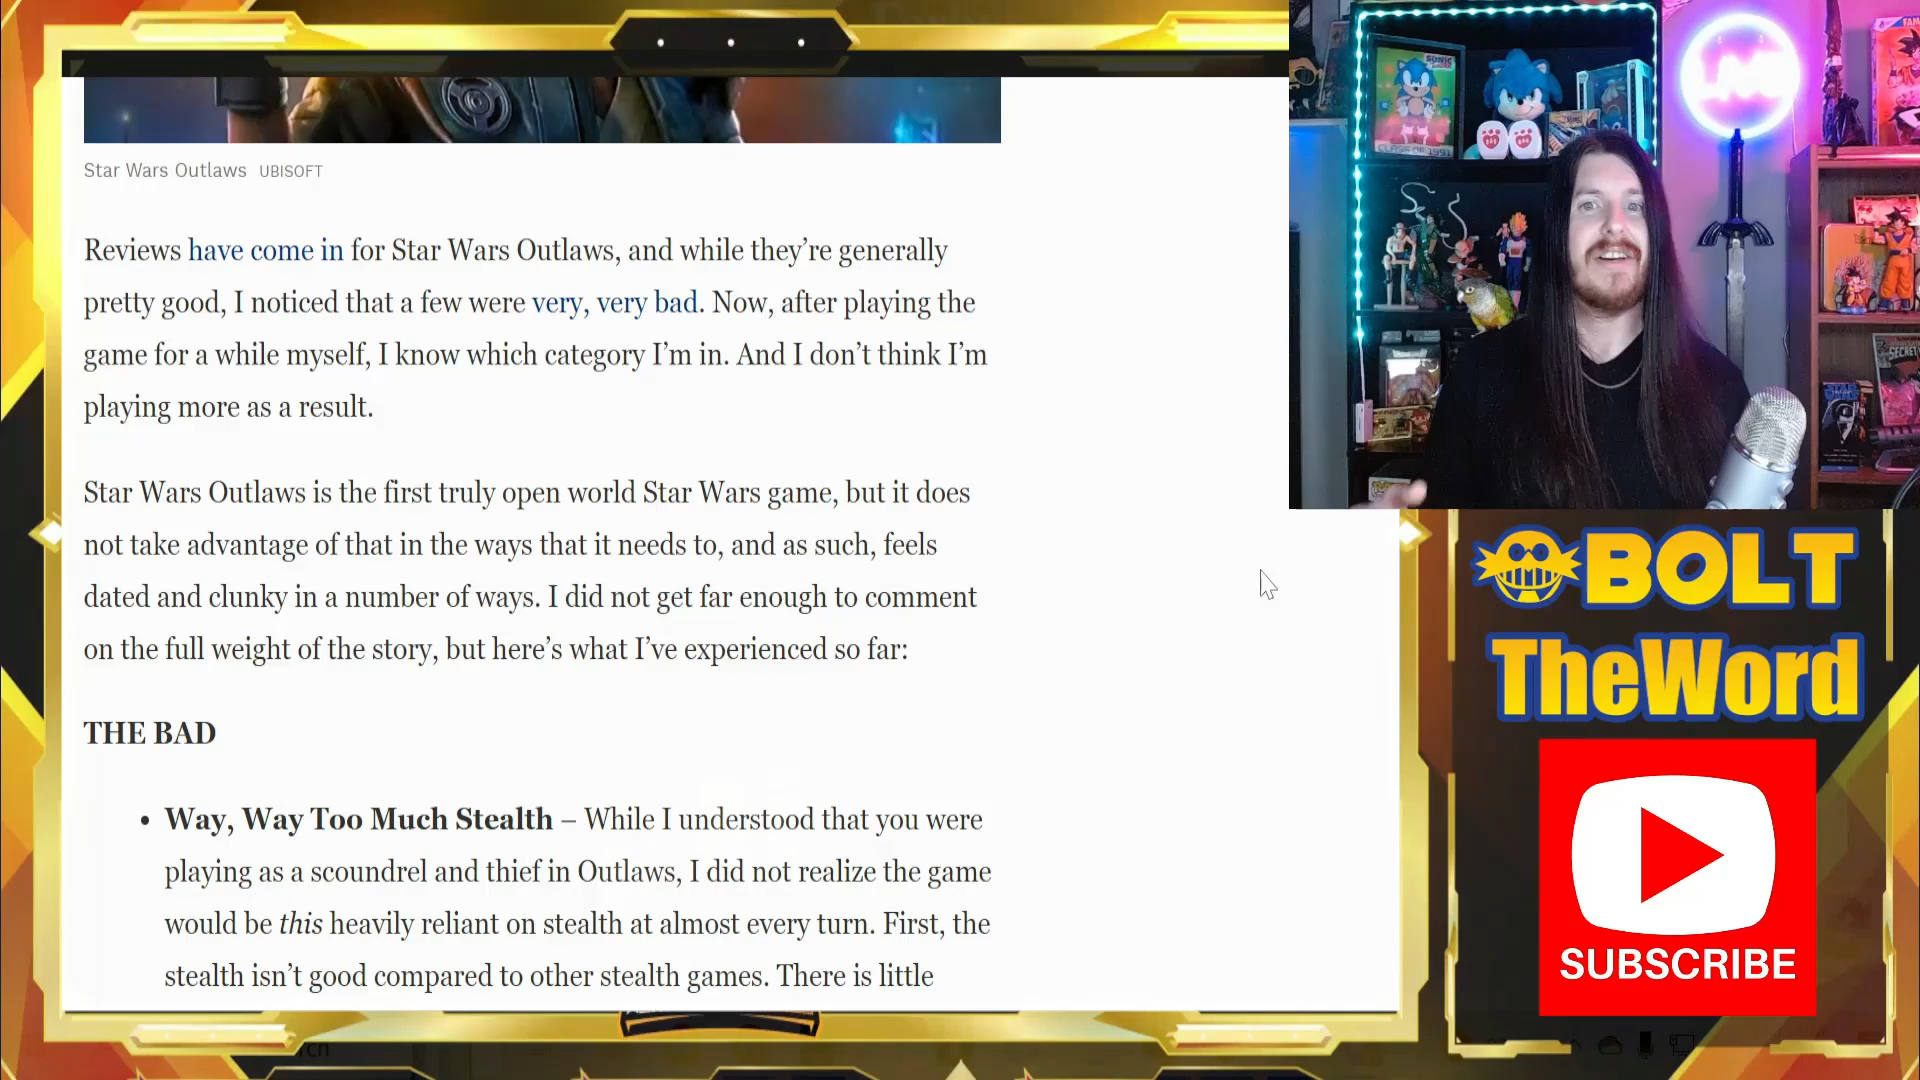 Star Wars Outlaws UBISOFT
Reviews have come in for Star Wars Outlaws, and while they’re generally
pretty good, I noticed that a few were very, very bad. Now, after playing the
game for a while myself, I know which category I’m in. And I don’t think I’m
playing more as a result.
Star Wars Outlaws is the first truly open world Star Wars game, but it does
not take advantage of that in the ways that it needs to, and as such, feels
dated and clunky in a number of ways. I did not get far enough to comment
on the full weight of the story, but here’s what I’ve experienced so far:
THE BAD
• Way, Way Too Much Stealth – While I understood that you were
playing as a scoundrel and thief in Outlaws, I did not realize the game
would be this heavily reliant on stealth at almost every turn. First, the
stealth isn’t good compared to other stealth games. There is little
SONIC
CLASS OF 1991
BOLT
TheWord
SUBSCRIBE